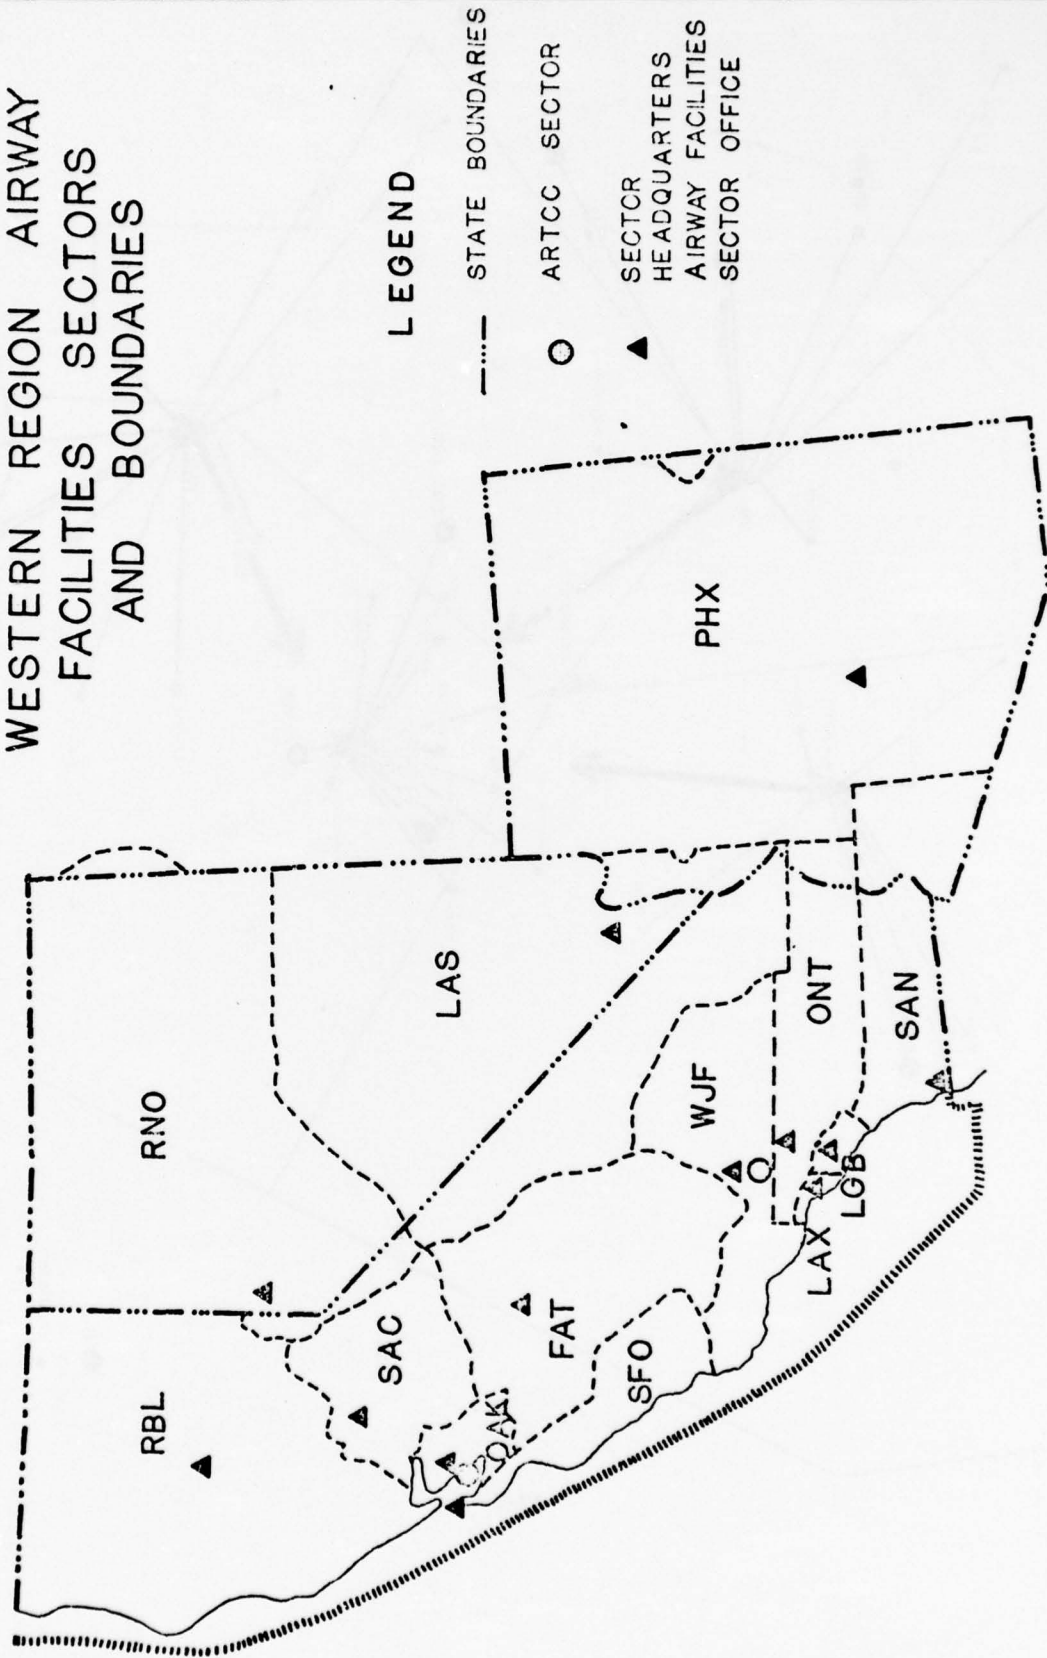 WESTERN REGION AIRWAY
FACILITIES SECTORS
AND BOUNDARIES
LEGEND
STATE BOUNDARIES
ARTCC SECTOR
SECTOR
HEADQUARTERS
AIRWAY FACILITIES
SECTOR OFFICE
RBL
RNO
SAC
LAS
OAK
FAT
SFO
WJF
PHX
ONT
LAX
LGB
SAN